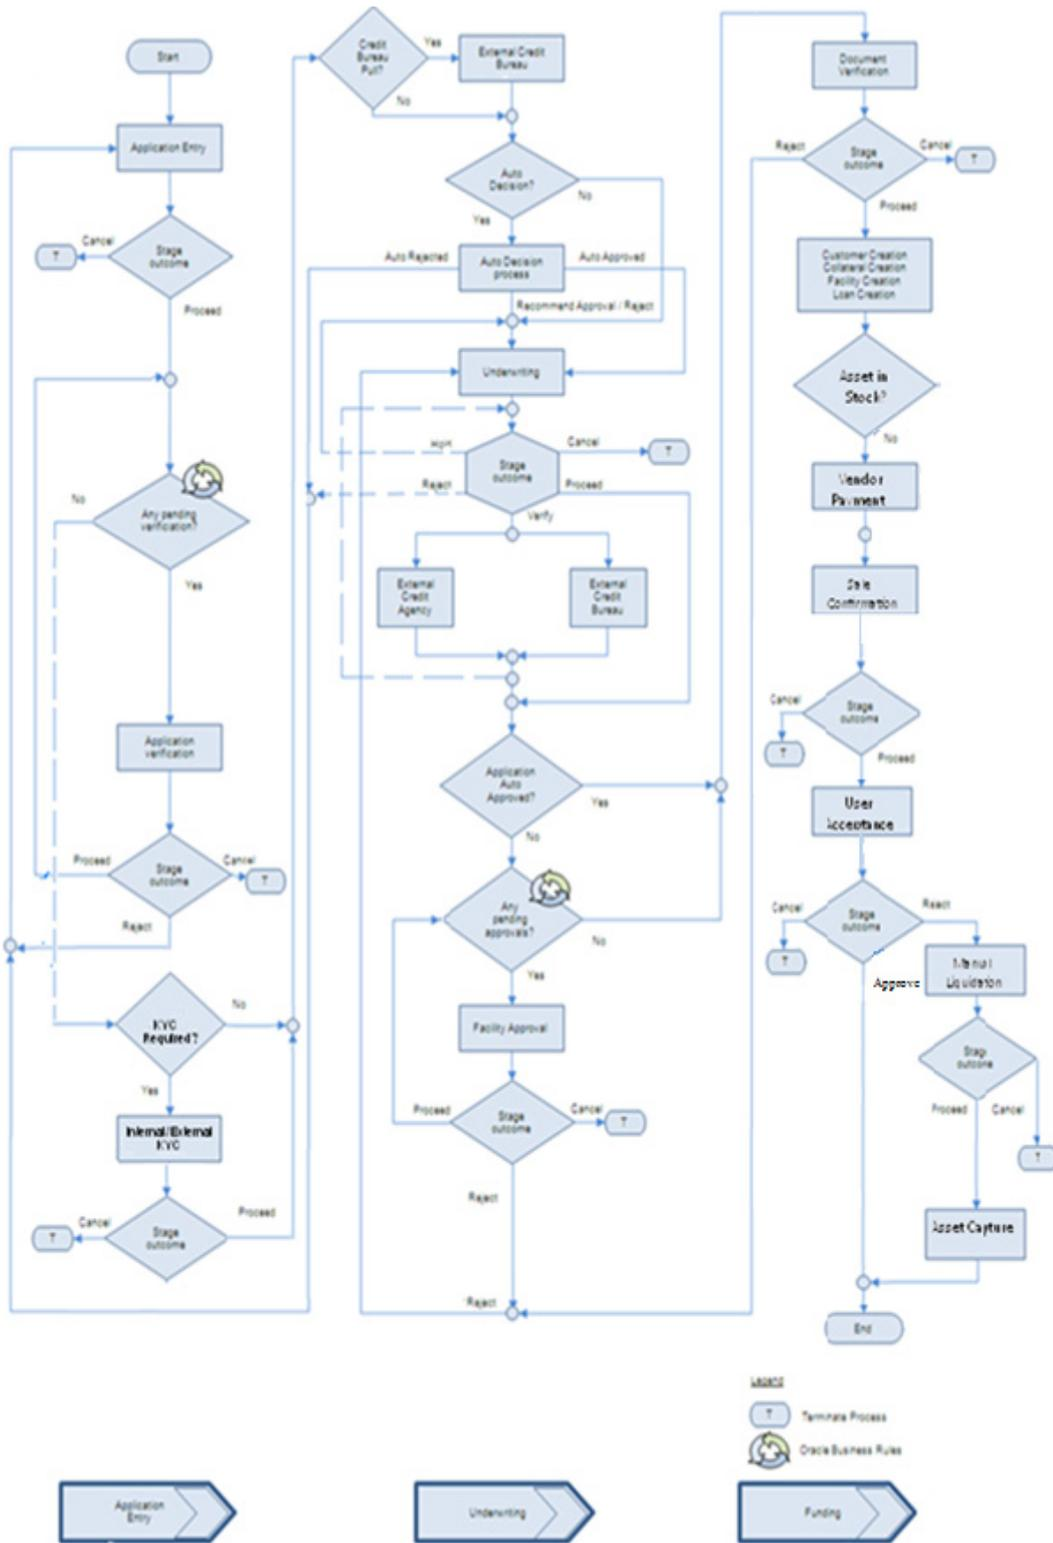 Start
Application Entry
Cancel
T
Stage
outcome
Proceed
No
Any pending
verification?
Yes
Application
verification
Proceed
Stage
outcome
Cancel
T
Reject
No
KYC
Required?
Yes
Internal/External
KYC
Cancel
T
Stage
outcome
Proceed
Credit
Bureau
Pull?
Yes
No
External Credit
Bureau
Auto
Decision?
No
Yes
Auto Rejected
Auto Decision
process
Auto Approved
Recommend Approval / Reject
Underwriting
Cancel
T
Stage
outcome
Reject
Proceed
Verify
External
Credit
Agency
External
Credit
Bureau
Application
Auto
Approved?
Yes
No
Any
pending
approvals?
No
Yes
Facility Approval
Proceed
Stage
outcome
Cancel
T
Reject
Reject
Document
Verification
Reject
Stage
outcome
Cancel
T
Proceed
Customer Creation
Collateral Creation
Facility Creation
Loan Creation
Asset in
Stock?
No
Vendor
Payment
Sale
Confirmation
Cancel
T
Stage
outcome
Proceed
User
Acceptance
Cancel
T
Stage
outcome
Reject
Approve
Manual
Liquidation
Stage
outcome
Proceed
Cancel
T
Asset Capture
End
Legend
T
Terminate Process
Oracle Business Rules
Application
Entry
Underwriting
Funding